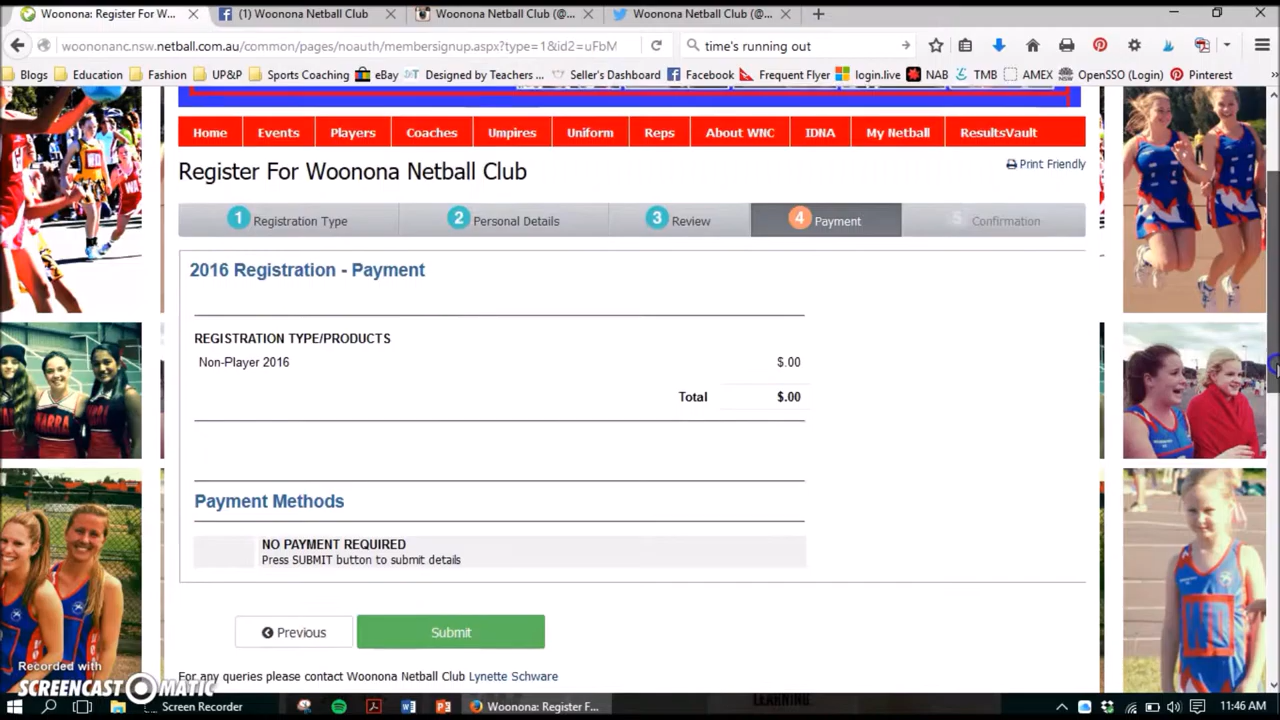 Woonona: Register For W...
(1) Woonona Netball Club
Woonona Netball Club (@...
Woonona Netball Club (@...
woononanc.nsw.netball.com.au/common/pages/noauth/membersignup.aspx?type=1&id2=uFbM
time's running out
Blogs
Education
Fashion
UP&P
Sports Coaching
eBay
Designed by Teachers ...
Seller's Dashboard
Facebook
Frequent Flyer
login.live
NAB
TMB
AMEX
OpenSSO (Login)
Pinterest
Home
Events
Players
Coaches
Umpires
Uniform
Reps
About WNC
IDNA
My Netball
ResultsVault
Register For Woonona Netball Club
Print Friendly
1 Registration Type
2 Personal Details
3 Review
4 Payment
5 Confirmation
2016 Registration - Payment
REGISTRATION TYPE/PRODUCTS
Non-Player 2016 $.00
Total $.00
Payment Methods
NO PAYMENT REQUIRED
Press SUBMIT button to submit details
Previous
Submit
For any queries please contact Woonona Netball Club Lynette Schware
WD
Recorded with
SCREENCAST-O-MATIC
LEARNING
Screen Recorder
Woonona: Register F...
11:46 AM